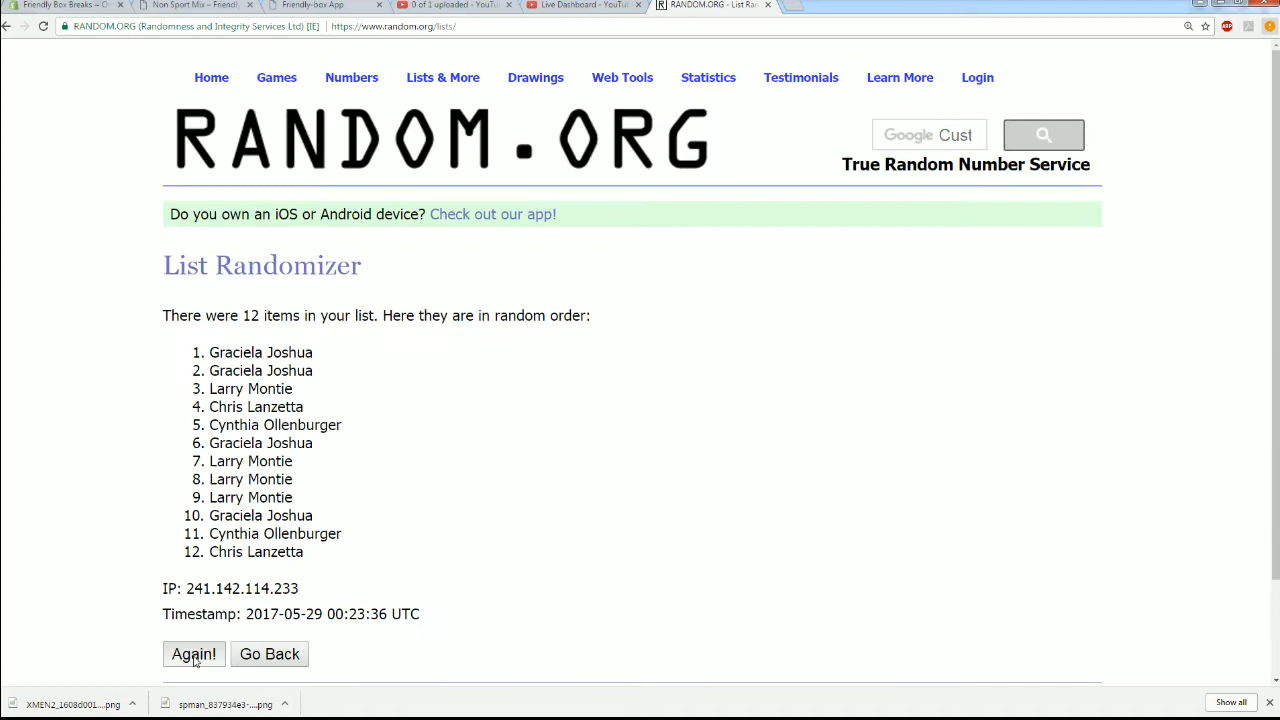 Friendly Box Breaks – C
Non Sport Mix – Friendly
Friendly-box App
0 of 1 uploaded - YouTu
Live Dashboard - YouTu
RANDOM.ORG - List Ran
RANDOM.ORG (Randomness and Integrity Services Ltd) [IE] https://www.random.org/lists/
Home Games Numbers Lists & More Drawings Web Tools Statistics Testimonials Learn More Login
RANDOM.ORG
Google Cust
True Random Number Service
Do you own an iOS or Android device? Check out our app!
List Randomizer
There were 12 items in your list. Here they are in random order:
1. Graciela Joshua
2. Graciela Joshua
3. Larry Montie
4. Chris Lanzetta
5. Cynthia Ollenburger
6. Graciela Joshua
7. Larry Montie
8. Larry Montie
9. Larry Montie
10. Graciela Joshua
11. Cynthia Ollenburger
12. Chris Lanzetta
IP: 241.142.114.233
Timestamp: 2017-05-29 00:23:36 UTC
Again! Go Back
XMEN2_1608d001....png
spman_837934e3-....png
Show all